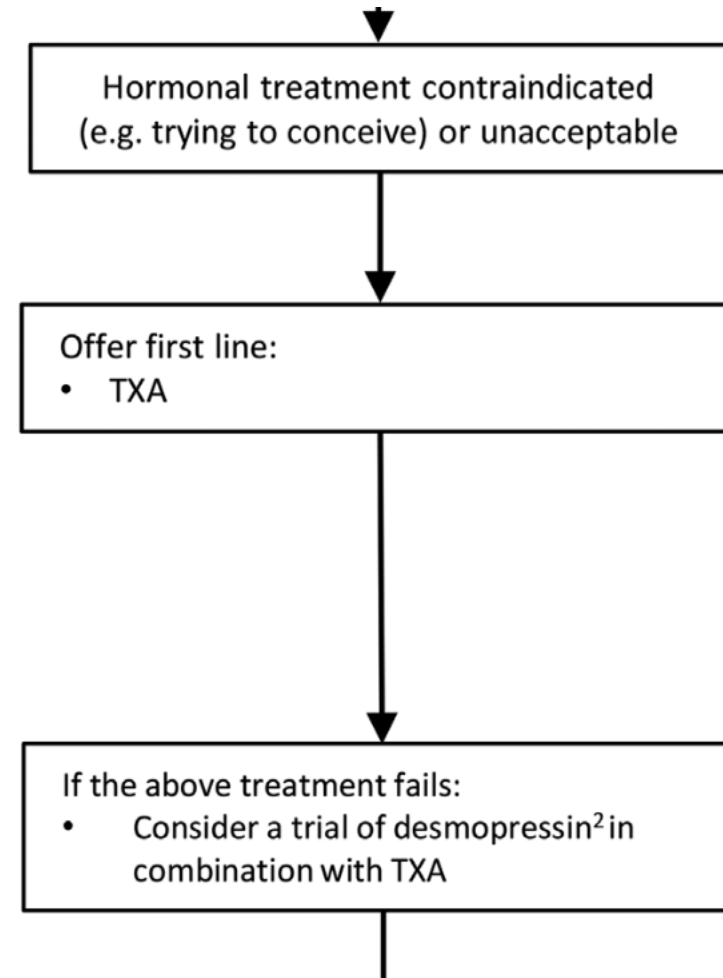 Hormonal treatment contraindicated
(e.g. trying to conceive) or unacceptable
Offer first line:
• TXA
If the above treatment fails:
• Consider a trial of desmopressin² in
combination with TXA